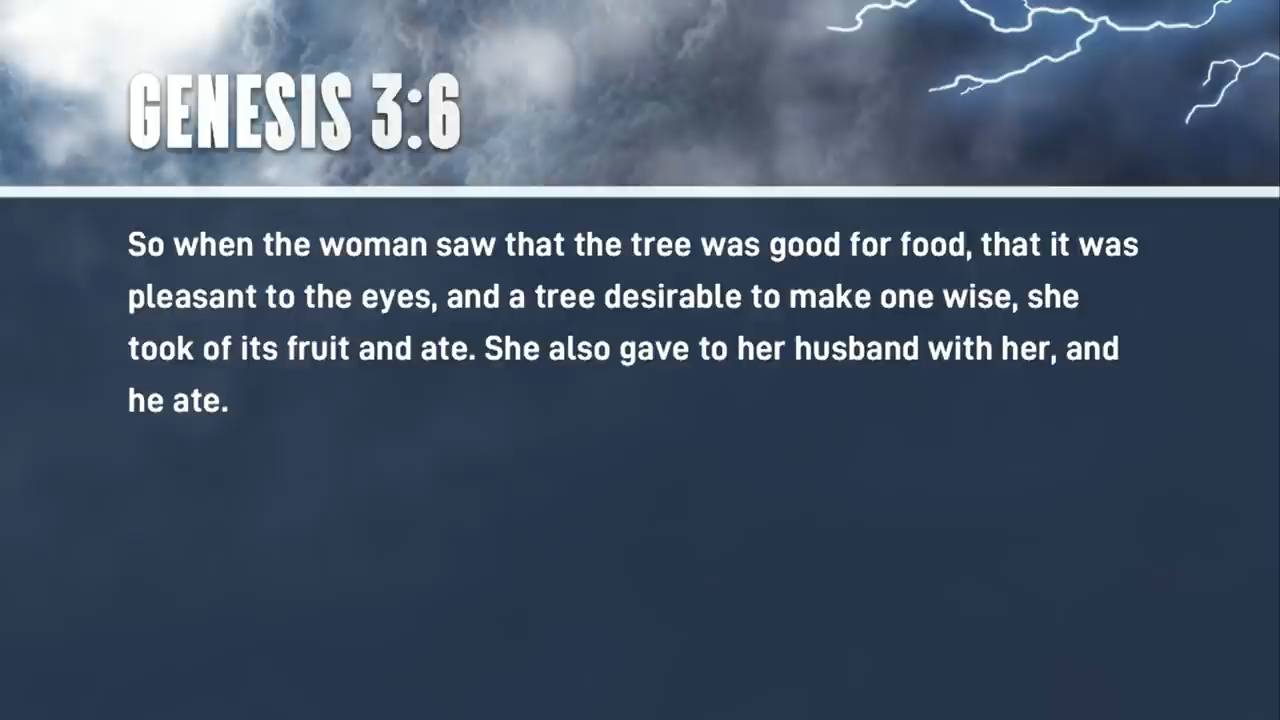 GENESIS 3:6
So when the woman saw that the tree was good for food, that it was
pleasant to the eyes, and a tree desirable to make one wise, she
took of its fruit and ate. She also gave to her husband with her, and
he ate.